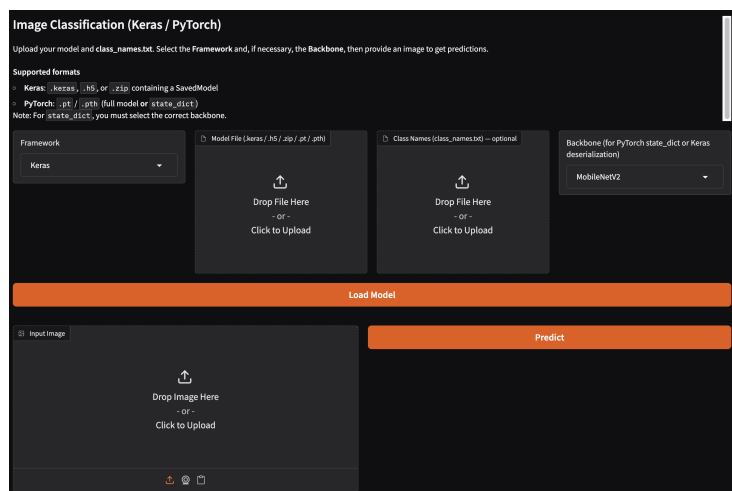 Image Classification (Keras / PyTorch)
Upload your model and class_names.txt. Select the Framework and, if necessary, the Backbone, then provide an image to get predictions.
Supported formats
Keras: .keras, .h5, or .zip containing a SavedModel
PyTorch: .pt / .pth (full model or state_dict)
Note: For state_dict, you must select the correct backbone.
Framework
Keras
Model File (.keras / .h5 / .zip / .pt / .pth)
Drop File Here
- or -
Click to Upload
Class Names (class_names.txt) — optional
Drop File Here
- or -
Click to Upload
Backbone (for PyTorch state_dict or Keras
deserialization)
MobileNetV2
Load Model
Input Image
Drop Image Here
- or -
Click to Upload
Predict